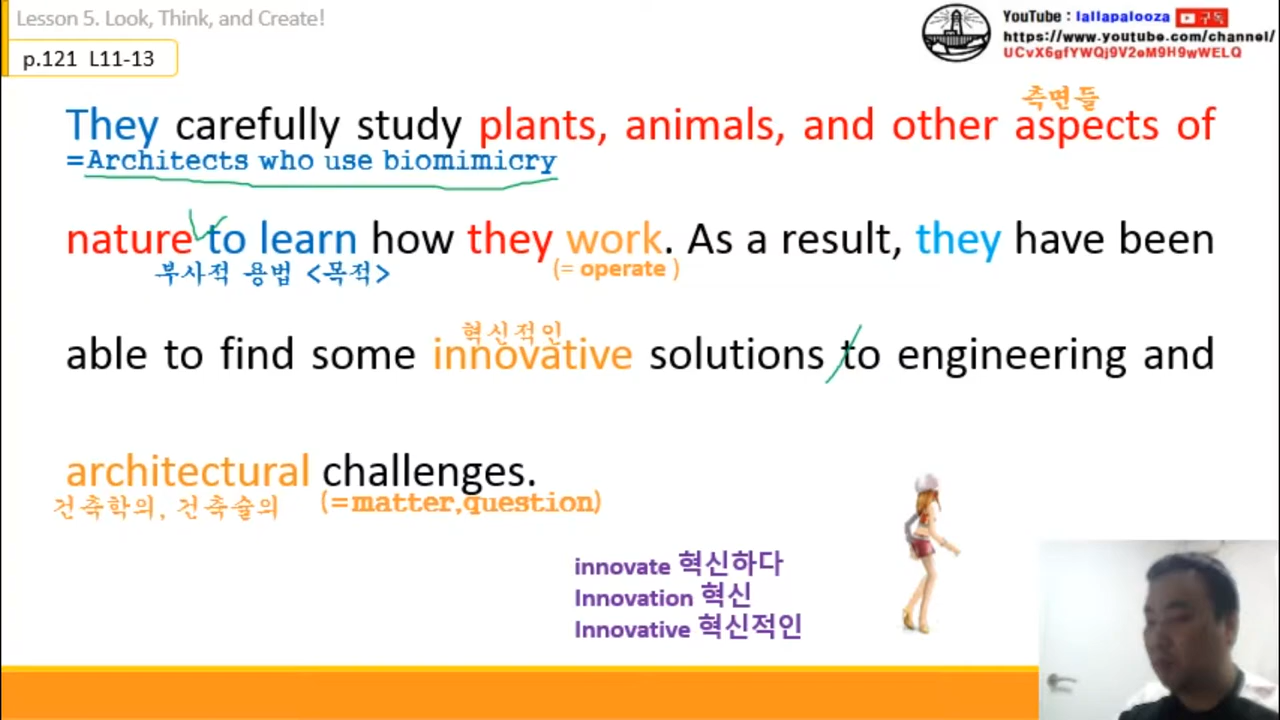 Lesson 5. Look, Think, and Create!
YouTube : lallapalooza 구독
https://www.youtube.com/channel/
UCvX6gfYWQj9V2eM9H9wWELQ
p.121 L11-13
측면들
They carefully study plants, animals, and other aspects of
=Architects who use biomimicry
nature to learn how they work. As a result, they have been
부사적 용법 <목적>
(= operate )
혁신적인
able to find some innovative solutions to engineering and
architectural challenges.
건축학의, 건축술의
(=matter,question)
innovate 혁신하다
Innovation 혁신
Innovative 혁신적인